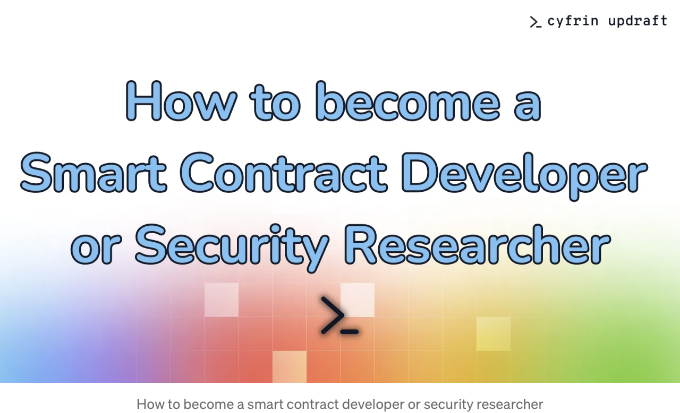 >_ cyfrin updraft
How to become a
Smart Contract Developer
or Security Researcher
>_
How to become a smart contract developer or security researcher